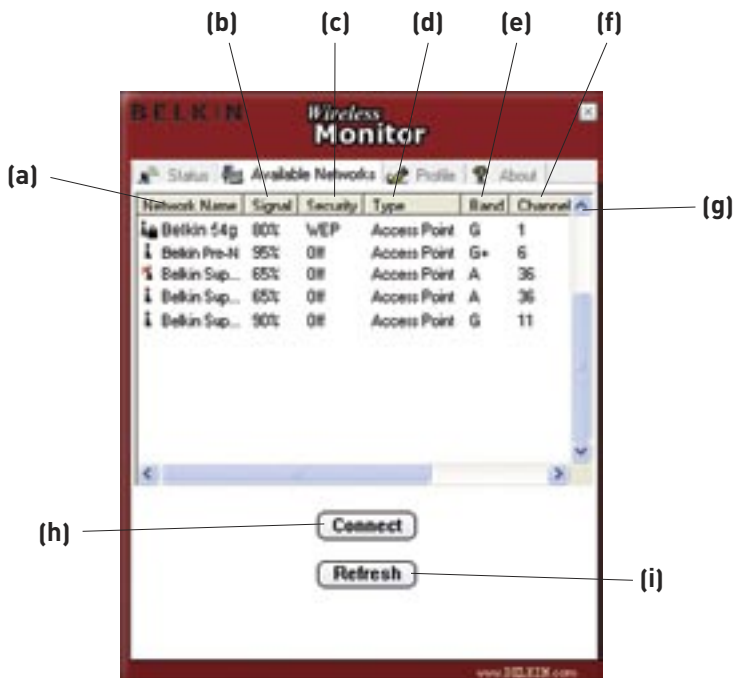 (b) (c) (d) (e) (f)
BELKIN Wireless Monitor
(a)
Status Available Networks Profile About
Network Name Signal Security Type Band Channel
(g)
Belkin 54g 80% WEP Access Point G 1
Belkin Pre-N 95% Off Access Point G+ 6
Belkin Sup... 65% Off Access Point A 36
Belkin Sup... 65% Off Access Point A 36
Belkin Sup... 90% Off Access Point G 11
(h)
Connect
Refresh
(i)
www.BELKIN.com